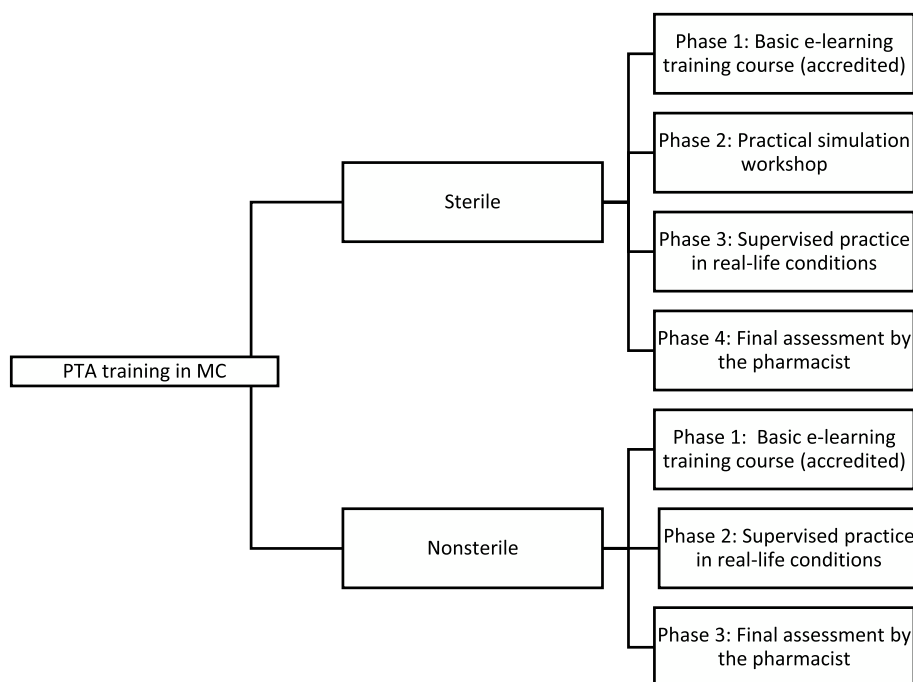 PTA training in MC
Sterile
Phase 1: Basic e-learning
training course (accredited)
Phase 2: Practical simulation
workshop
Phase 3: Supervised practice
in real-life conditions
Phase 4: Final assessment by
the pharmacist
Nonsterile
Phase 1:  Basic e-learning
training course (accredited)
Phase 2: Supervised practice
in real-life conditions
Phase 3: Final assessment by
the pharmacist